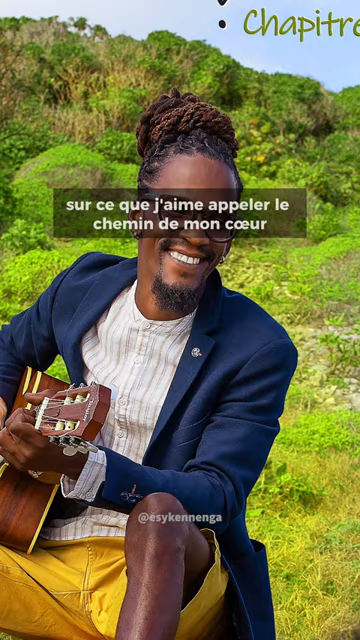 : Chapitre
sur ce que j'aime appeler le
chemin de mon cœur
@esykennenga